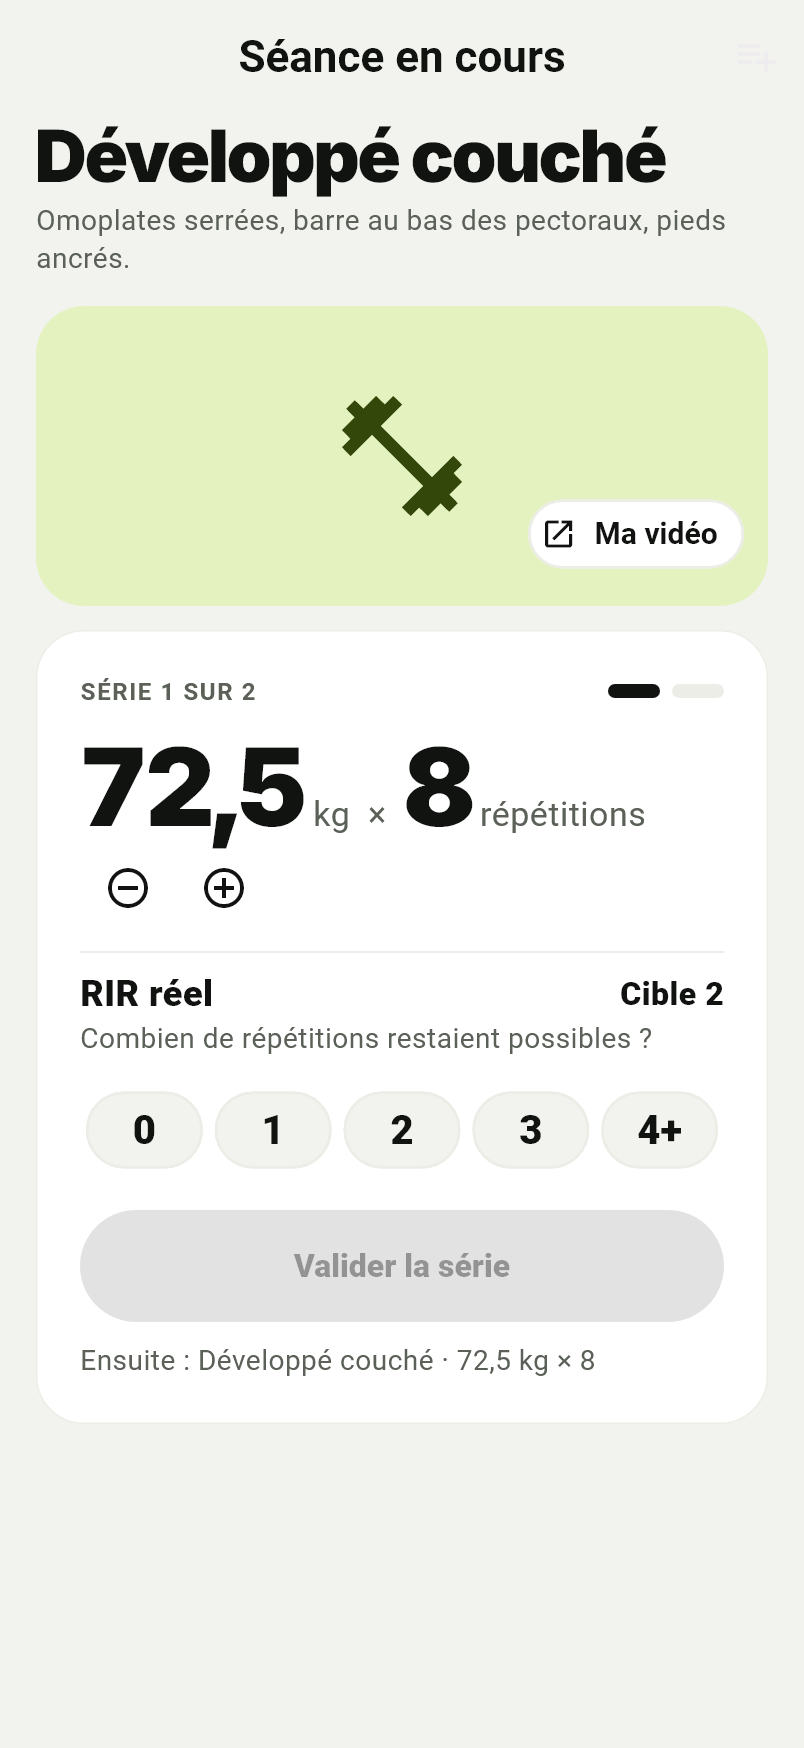 Séance en cours
Développé couché
Omoplates serrées, barre au bas des pectoraux, pieds
ancrés.
Ma vidéo
SÉRIE 1 SUR 2
72,5 kg × 8 répétitions
RIR réel
Cible 2
Combien de répétitions restaient possibles ?
0 1 2 3 4+
Valider la série
Ensuite : Développé couché · 72,5 kg × 8